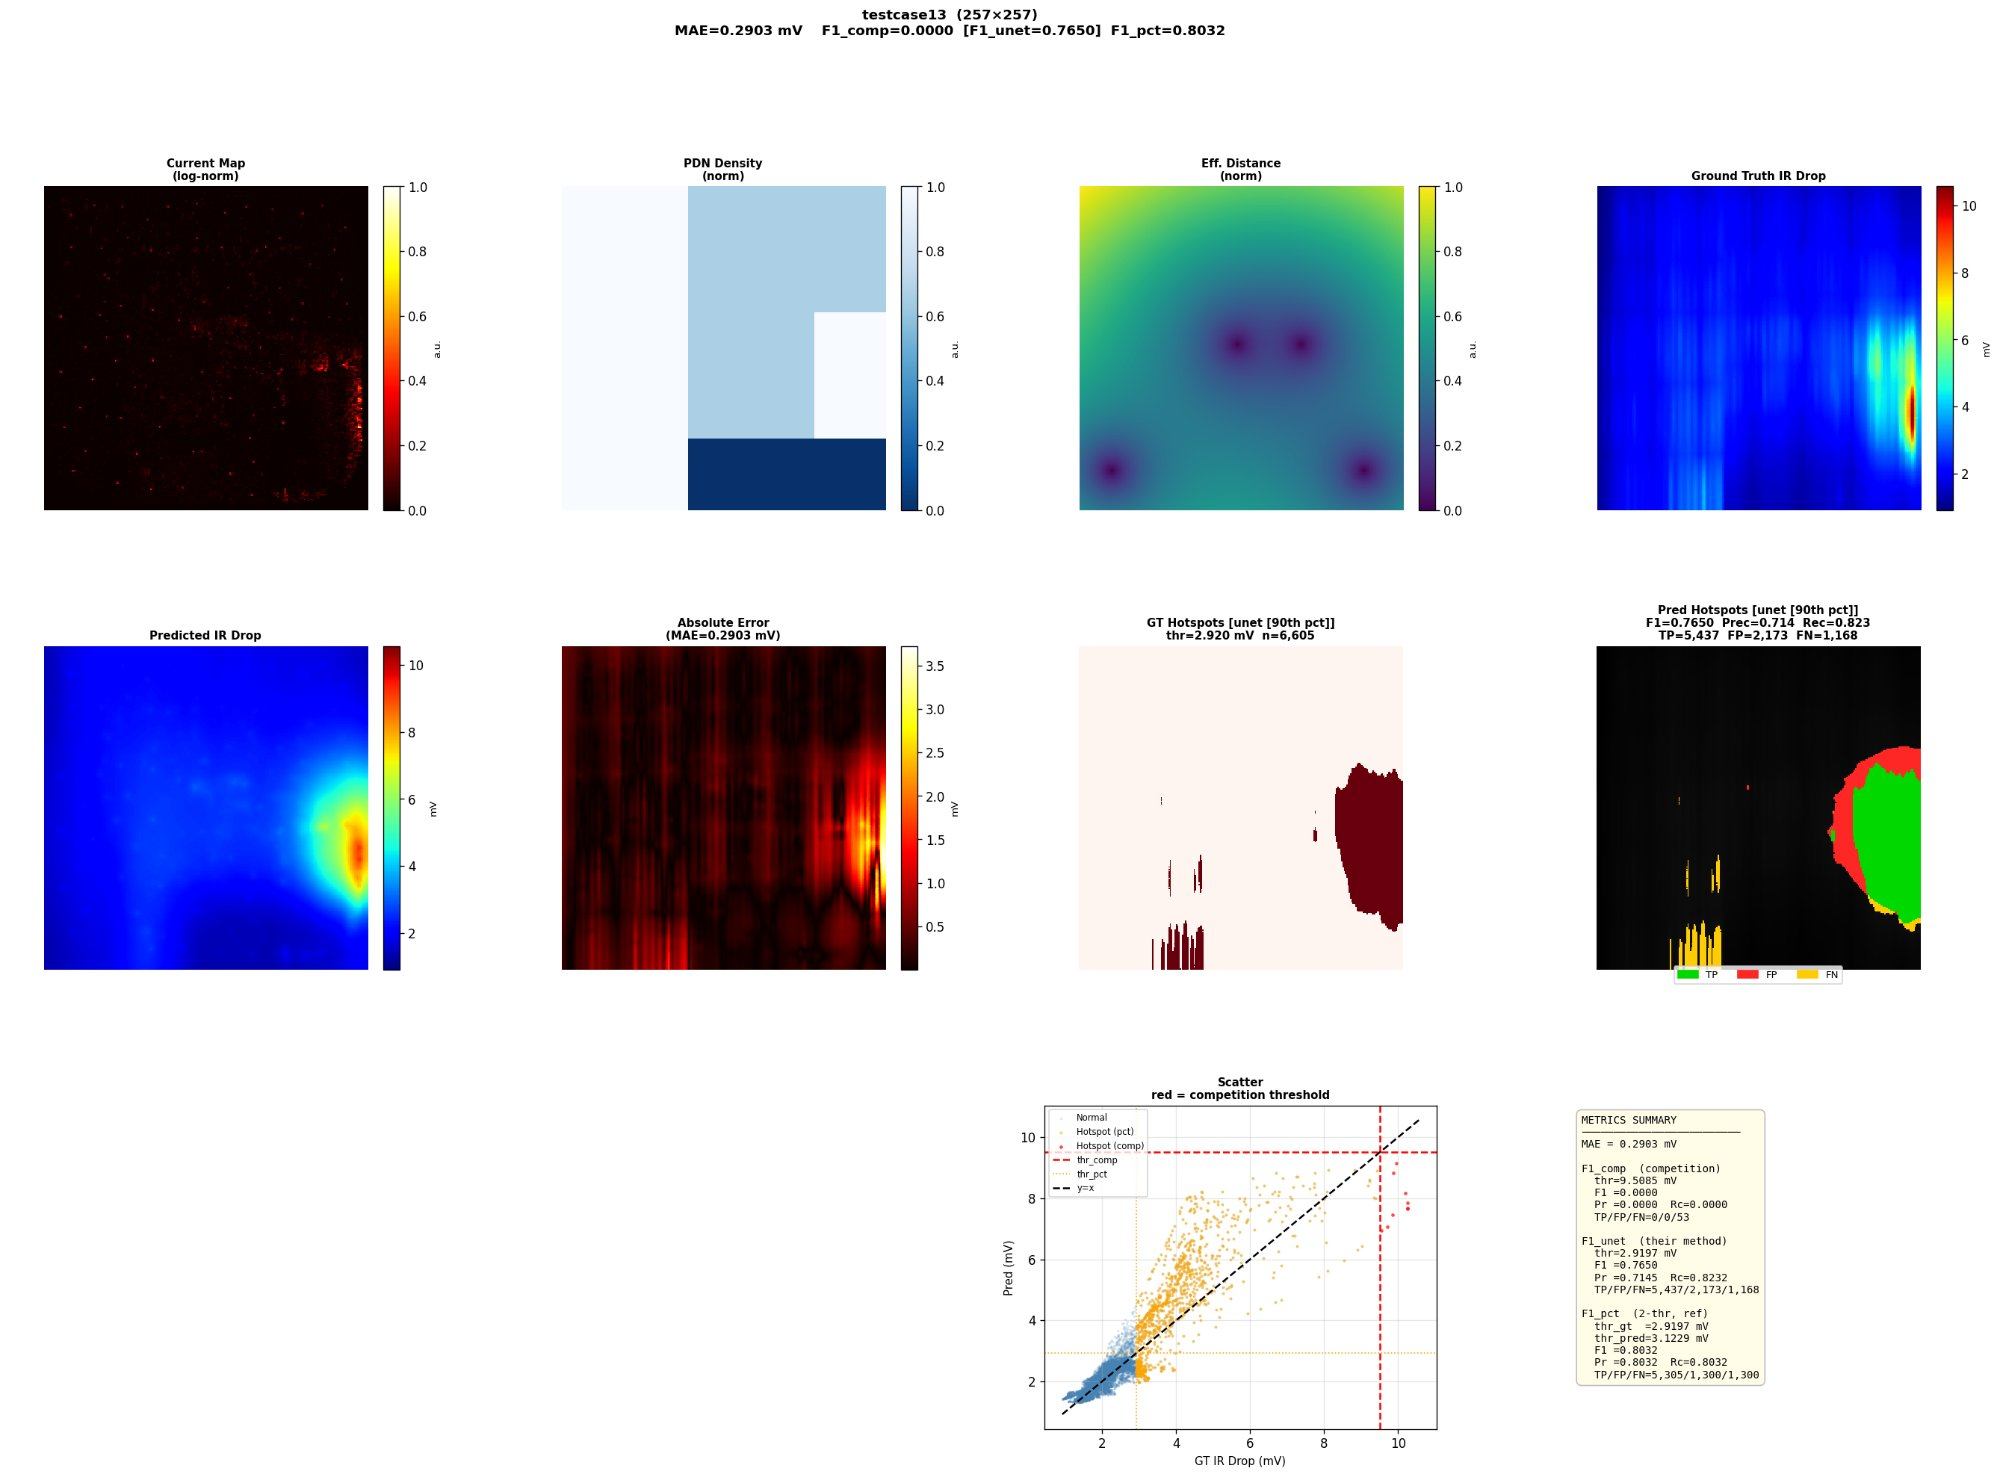 testcase13  (257×257)
MAE=0.2903 mV    F1_comp=0.0000  [F1_unet=0.7650]  F1_pct=0.8032
Current Map
(log-norm)
1.0
0.8
0.6
0.4
0.2
0.0
a.u.
PDN Density
(norm)
1.0
0.8
0.6
0.4
0.2
0.0
a.u.
Eff. Distance
(norm)
1.0
0.8
0.6
0.4
0.2
0.0
a.u.
Ground Truth IR Drop
10
8
6
4
2
mV
Predicted IR Drop
10
8
6
4
2
mV
Absolute Error
(MAE=0.2903 mV)
3.5
3.0
2.5
2.0
1.5
1.0
0.5
mV
GT Hotspots [unet [90th pct]]
thr=2.920 mV  n=6,605
Pred Hotspots [unet [90th pct]]
F1=0.7650  Prec=0.714  Rec=0.823
TP=5,437  FP=2,173  FN=1,168
TP
FP
FN
Scatter
red = competition threshold
Normal
Hotspot (pct)
Hotspot (comp)
thr_comp
thr_pct
y=x
10
8
6
4
2
Pred (mV)
2
4
6
8
10
GT IR Drop (mV)
METRICS SUMMARY
MAE = 0.2903 mV
F1_comp  (competition)
thr=9.5085 mV
F1 =0.0000
Pr =0.0000  Rc=0.0000
TP/FP/FN=0/0/53
F1_unet  (their method)
thr=2.9197 mV
F1 =0.7650
Pr =0.7145  Rc=0.8232
TP/FP/FN=5,437/2,173/1,168
F1_pct  (2-thr, ref)
thr_gt  =2.9197 mV
thr_pred=3.1229 mV
F1 =0.8032
Pr =0.8032  Rc=0.8032
TP/FP/FN=5,305/1,300/1,300